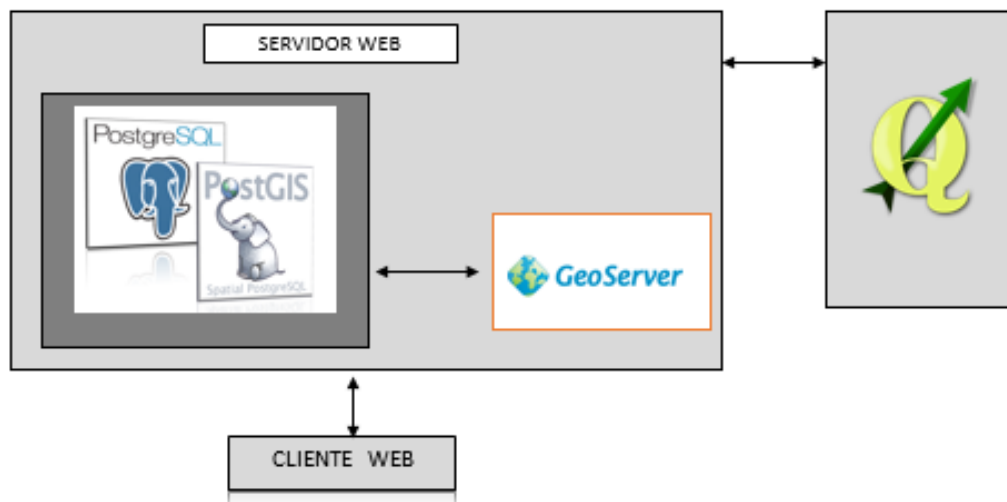 SERVIDOR WEB
PostgreSQL
PostGIS
Spatial PostgreSQL
GeoServer
Q
CLIENTE WEB